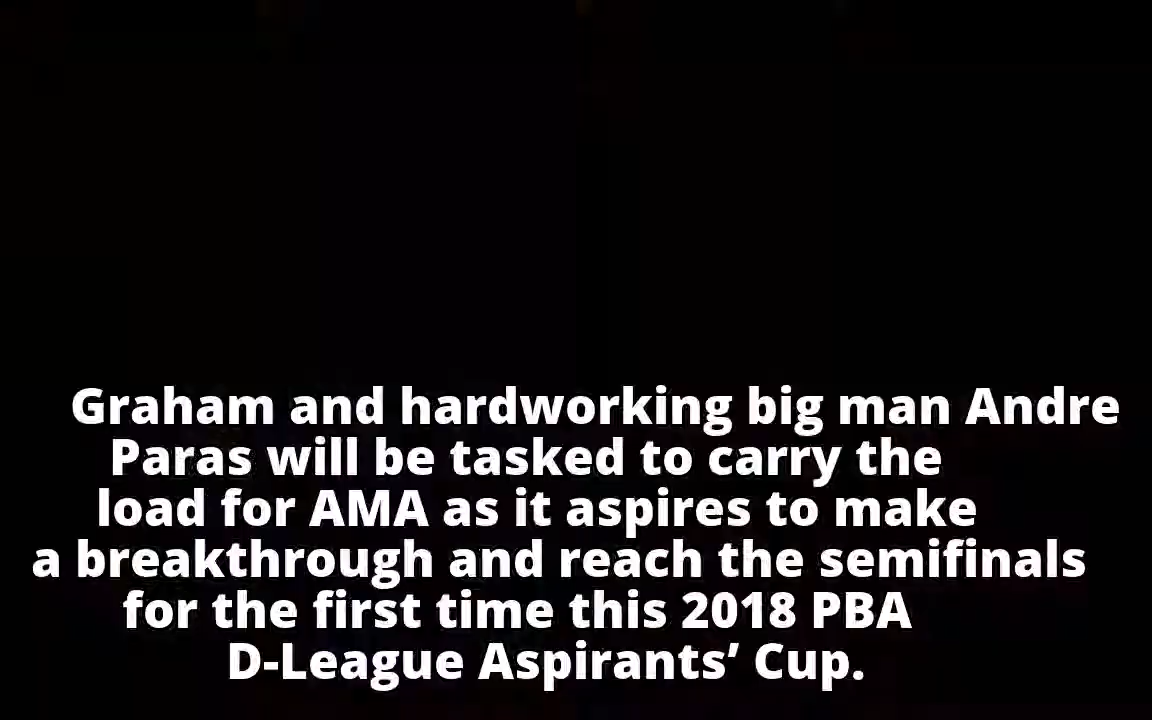 Graham and hardworking big man Andre
Paras will be tasked to carry the
load for AMA as it aspires to make
a breakthrough and reach the semifinals
for the first time this 2018 PBA
D-League Aspirants’ Cup.